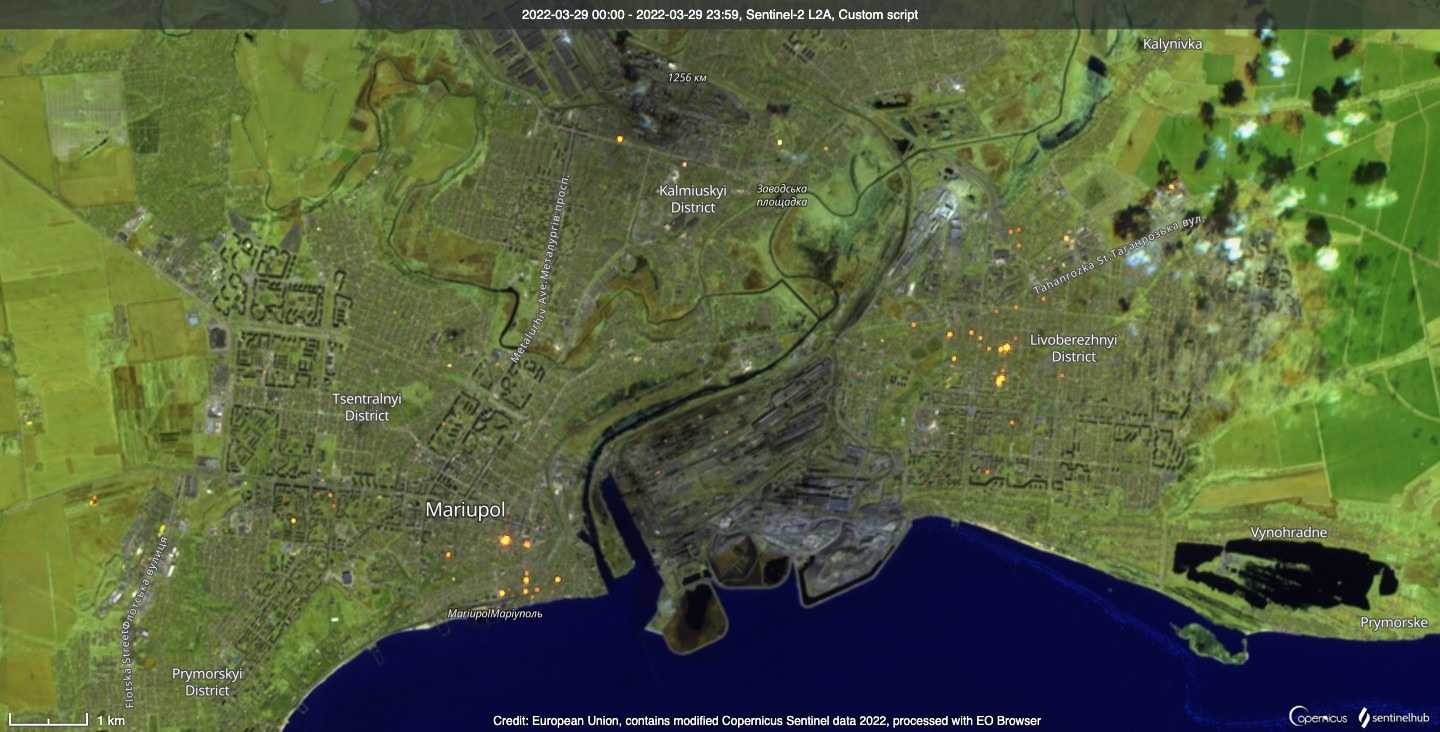 2022-03-29 00:00 - 2022-03-29 23:59, Sentinel-2 L2A, Custom script
Kalynivka
1256 км
Kalmiuskyi
District
Заводська
площадка
Metalurhiv Ave.Металургів просп.
Tahanrozka St.Таганрозька вул.
Livoberezhnyi
District
Tsentralnyi
District
Mariupol
Vynohradne
MariupolМаріуполь
Prymorske
Flotska StreetФлотська вулиця
Prymorskyi
District
1 km
Credit: European Union, contains modified Copernicus Sentinel data 2022, processed with EO Browser
opernicus
sentinelhub